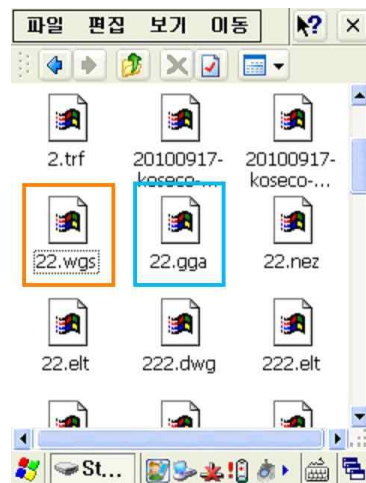 파일 편집 보기 이동
2.trf 20100917-koseco-... 20100917-koseco-...
22.wgs 22.gga 22.nez
22.elt 222.dwg 222.elt
St...